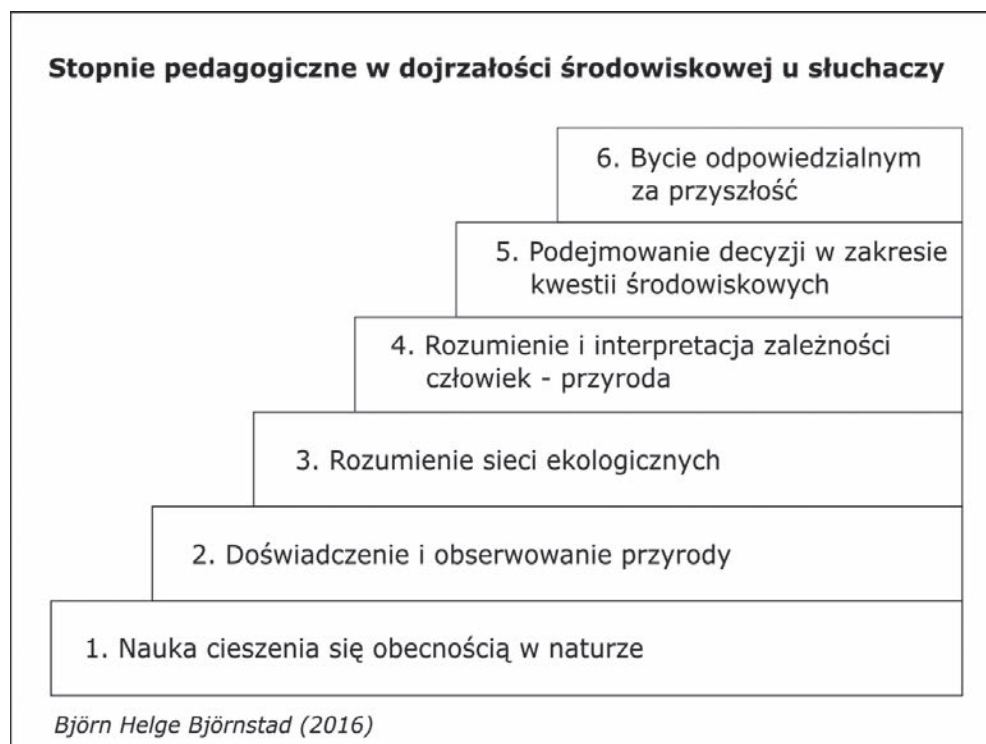 Stopnie pedagogiczne w dojrzałości środowiskowej u słuchaczy
6. Bycie odpowiedzialnym
za przyszłość
5. Podejmowanie decyzji w zakresie
kwestii środowiskowych
4. Rozumienie i interpretacja zależności
człowiek - przyroda
3. Rozumienie sieci ekologicznych
2. Doświadczenie i obserwowanie przyrody
1. Nauka cieszenia się obecnością w naturze
Björn Helge Björnstad (2016)